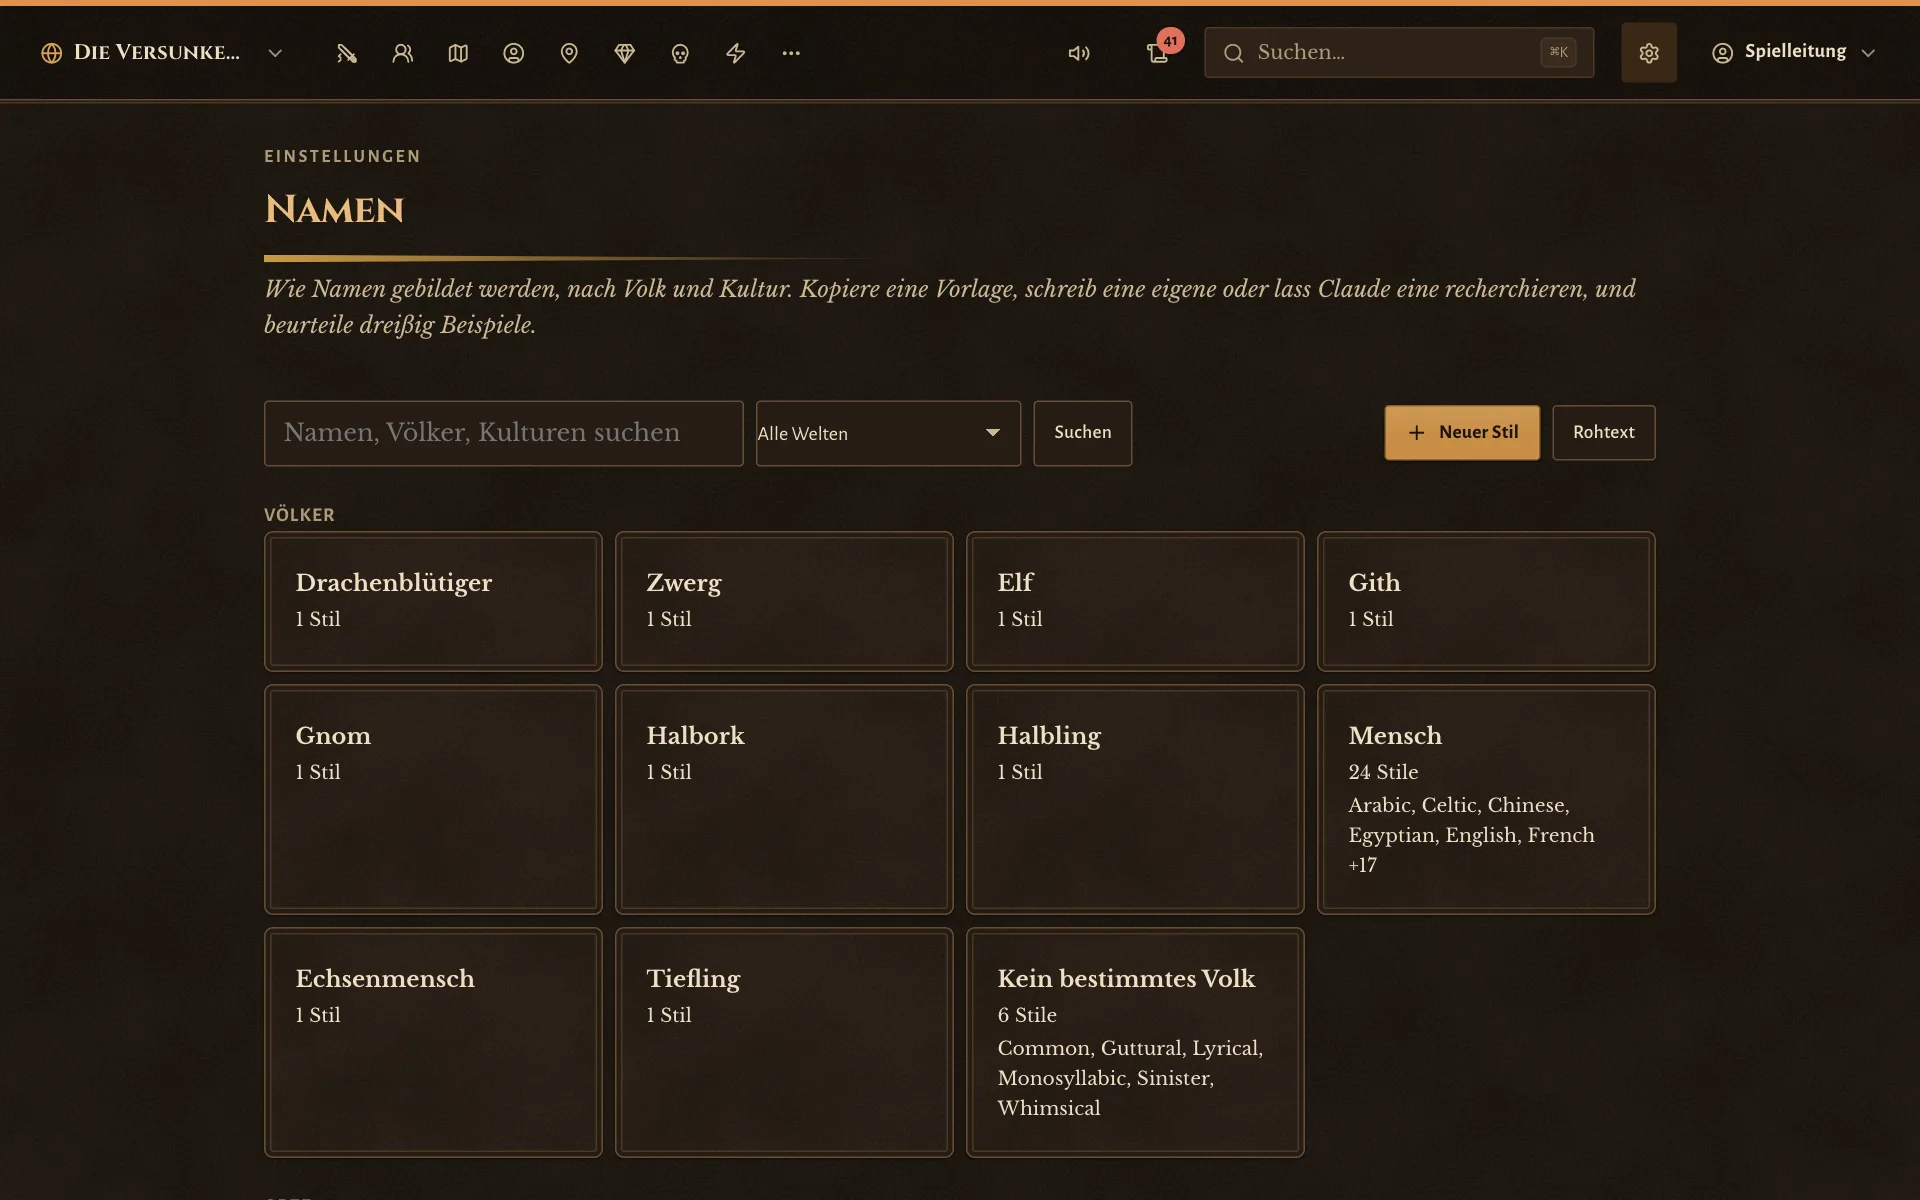 Die Versunke...
41
Suchen...
⌘K
Spielleitung
EINSTELLUNGEN
Namen
Wie Namen gebildet werden, nach Volk und Kultur. Kopiere eine Vorlage, schreib eine eigene oder lass Claude eine recherchieren, und
beurteile dreißig Beispiele.
Namen, Völker, Kulturen suchen
Alle Welten
Suchen
Neuer Stil
Rohtext
VÖLKER
Drachenblütiger
1 Stil
Zwerg
1 Stil
Elf
1 Stil
Gith
1 Stil
Gnom
1 Stil
Halbork
1 Stil
Halbling
1 Stil
Mensch
24 Stile
Arabic, Celtic, Chinese,
Egyptian, English, French
+17
Echsenmensch
1 Stil
Tiefling
1 Stil
Kein bestimmtes Volk
6 Stile
Common, Guttural, Lyrical,
Monosyllabic, Sinister,
Whimsical